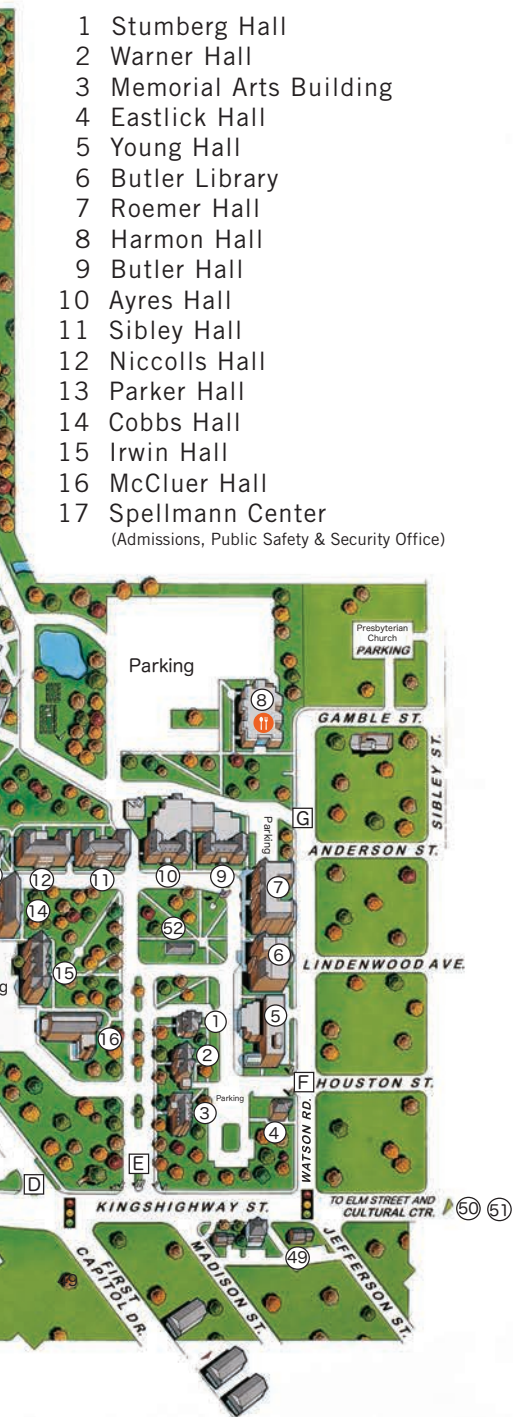 1 Stumberg Hall
2 Warner Hall
3 Memorial Arts Building
4 Eastlick Hall
5 Young Hall
6 Butler Library
7 Roemer Hall
8 Harmon Hall
9 Butler Hall
10 Ayres Hall
11 Sibley Hall
12 Niccolls Hall
13 Parker Hall
14 Cobbs Hall
15 Irwin Hall
16 McCluer Hall
17 Spellmann Center
(Admissions, Public Safety & Security Office)
Presbyterian
Church
PARKING
Parking
8
GAMBLE ST.
SIBLEY ST.
G
Parking
ANDERSON ST.
12
11
10
9
7
14
52
6
15
LINDENWOOD AVE.
1
5
16
2
F
HOUSTON ST.
Parking
3
4
WATSON RD.
E
D
KINGSHIGHWAY ST.
TO ELM STREET AND
CULTURAL CTR.
50 51
49
FIRST
CAPITOL DR.
MADISON ST.
JEFFERSON ST.